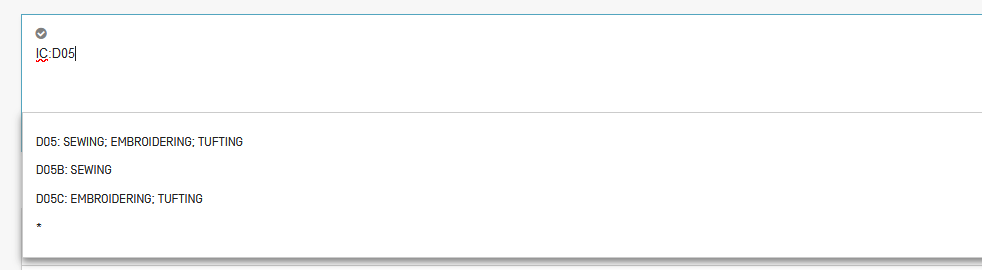 IC:D05
D05: SEWING; EMBROIDERING; TUFTING
D05B: SEWING
D05C: EMBROIDERING; TUFTING
*